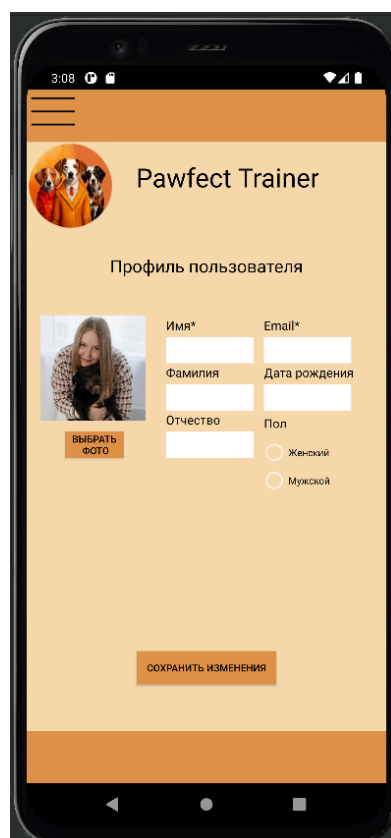 3:08
Pawfect Trainer
Профиль пользователя
Имя*
Email*
Фамилия
Дата рождения
Отчество
Пол
Женский
Мужской
ВЫБРАТЬ
ФОТО
СОХРАНИТЬ ИЗМЕНЕНИЯ